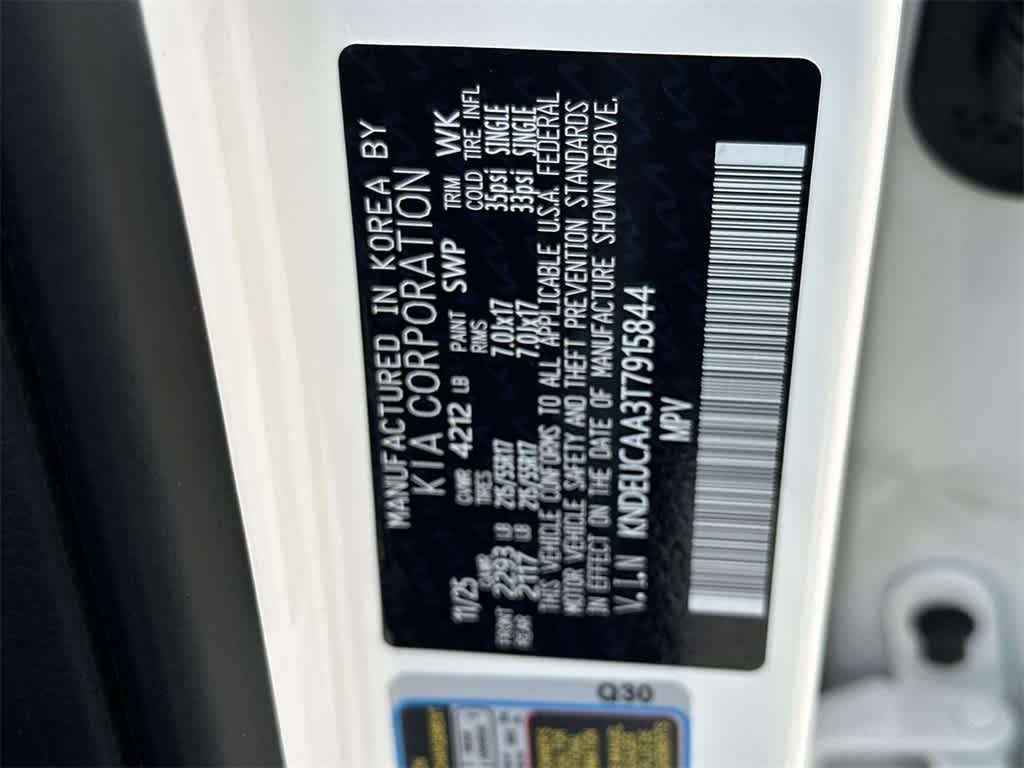 MANUFACTURED IN KOREA BY
KIA CORPORATION
11/25 GVWR 4212 LB PAINT SWP TRIM WK
GAWR TIRES RIMS COLD TIRE INFL
FRONT 2293 LB 215/55R17 7.0Jx17 35psi SINGLE
REAR 2117 LB 215/55R17 7.0Jx17 33psi SINGLE
THIS VEHICLE CONFORMS TO ALL APPLICABLE U.S.A. FEDERAL
MOTOR VEHICLE SAFETY AND THEFT PREVENTION STANDARDS
IN EFFECT ON THE DATE OF MANUFACTURE SHOWN ABOVE.
V.I.N KNDEUCAA3T7915844
MPV
Q30